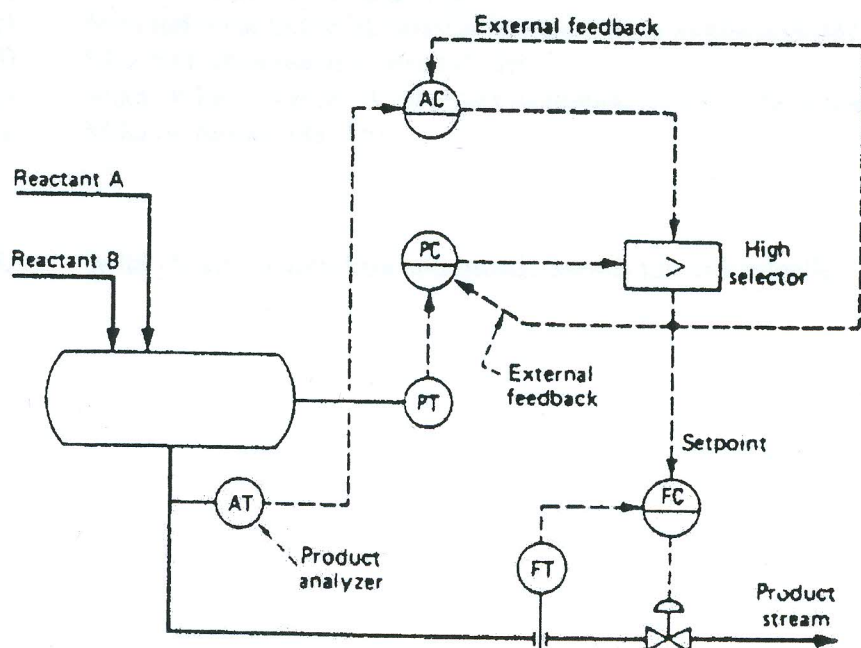 External feedback
AC
Reactant A
Reactant B
PC
>
High
selector
External
feedback
PT
Setpoint
AT
FC
Product
analyzer
FT
Product
stream